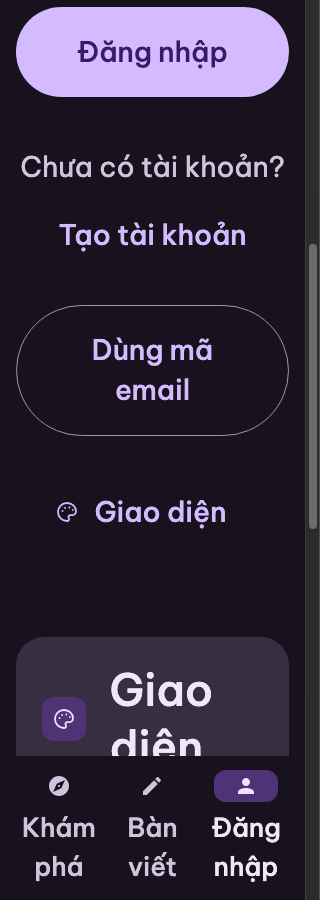 Đăng nhập
Chưa có tài khoản?
Tạo tài khoản
Dùng mã
email
Giao diện
Giao
diện
Khám
phá
Bàn
viết
Đăng
nhập